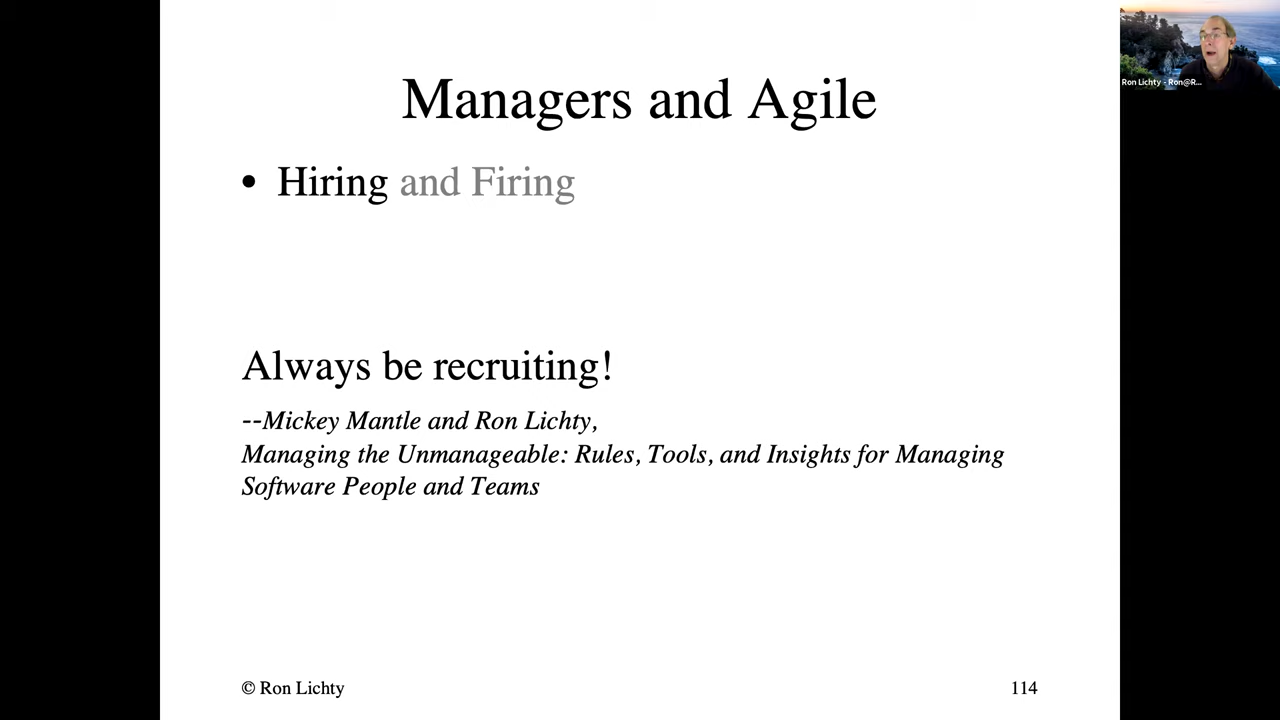 Managers and Agile
• Hiring and Firing
Always be recruiting!
--Mickey Mantle and Ron Lichty,
Managing the Unmanageable: Rules, Tools, and Insights for Managing
Software People and Teams
© Ron Lichty
114
Ron Lichty - Ron@R...